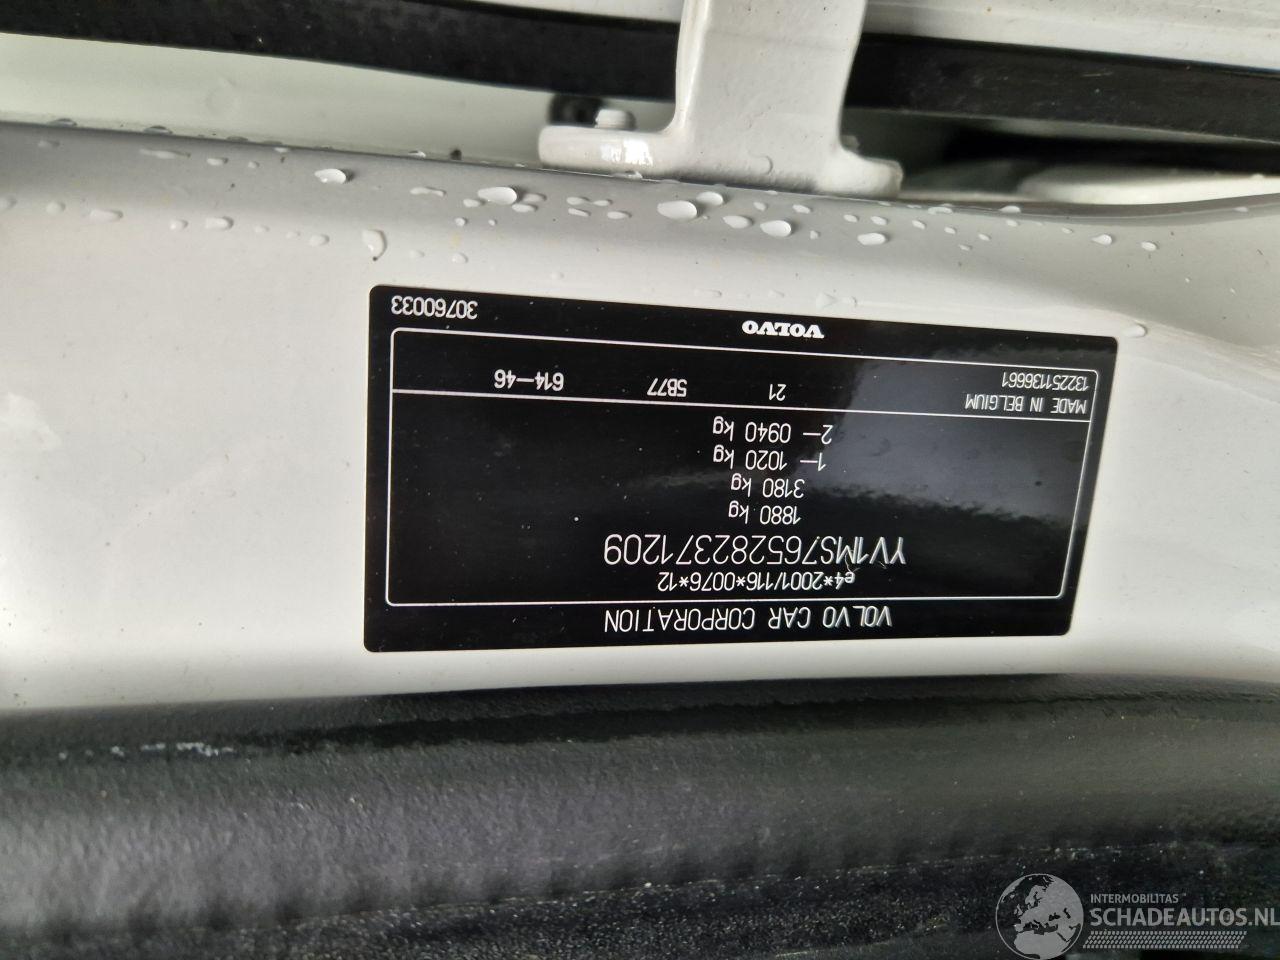 VOLVO CAR CORPORATION
e4*2001/116*0076*12
YV1MS765282371209
1880 kg
3180 kg
1– 1020 kg
2– 0940 kg
MADE IN BELGIUM
132251136661 21 5B77 614–46
VOLVO
30760033
INTERMOBILITAS
SCHADEAUTOS.NL